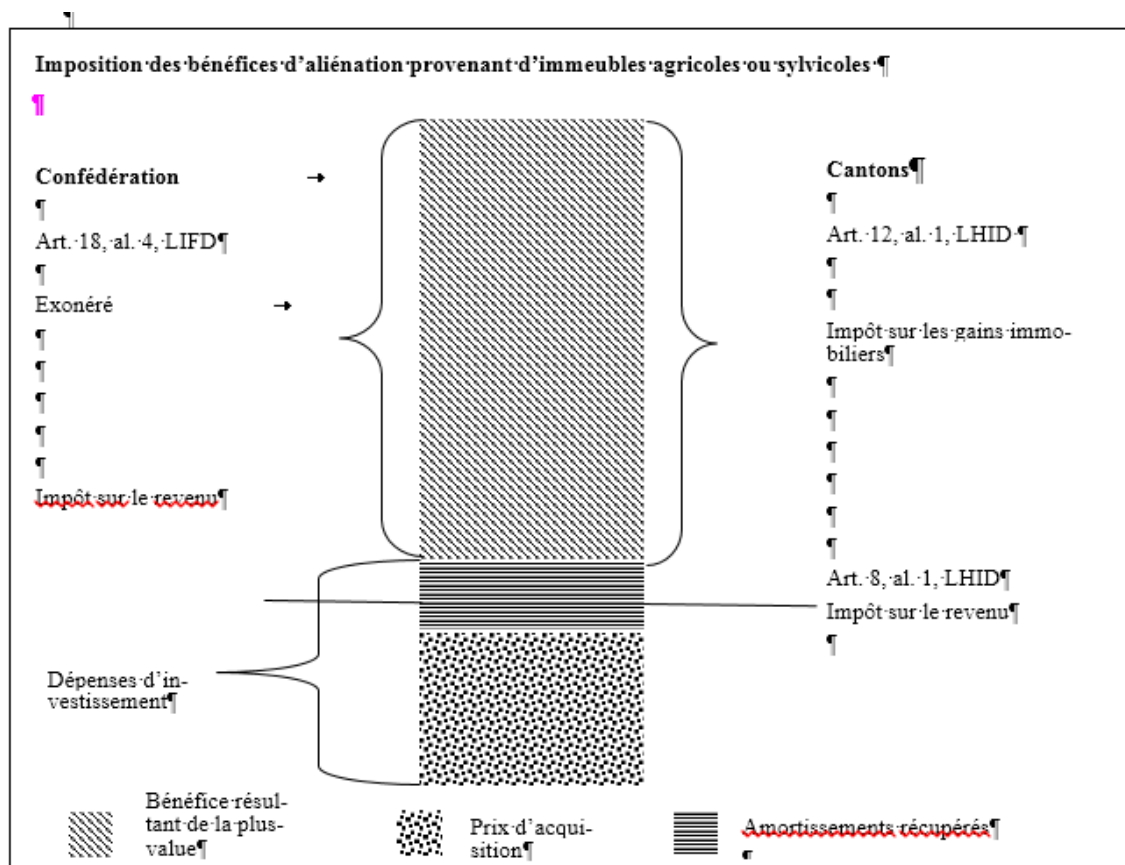 Imposition des bénéfices d’aliénation provenant d’immeubles agricoles ou sylvicoles ¶
¶
Confédération →
¶
Art. 18, al. 4, LIFD¶
¶
Exonéré →
¶
¶
¶
¶
¶
Impôt sur le revenu¶
Dépenses d’in-
vestissement¶
Cantons¶
¶
Art. 12, al. 1, LHID ¶
¶
¶
Impôt sur les gains immo-
biliers¶
¶
¶
¶
¶
¶
¶
Art. 8, al. 1, LHID¶
Impôt sur le revenu¶
¶
Bénéfice résul-
tant de la plus-
value¶
Prix d’acqui-
sition¶
Amortissements récupérés¶
¶